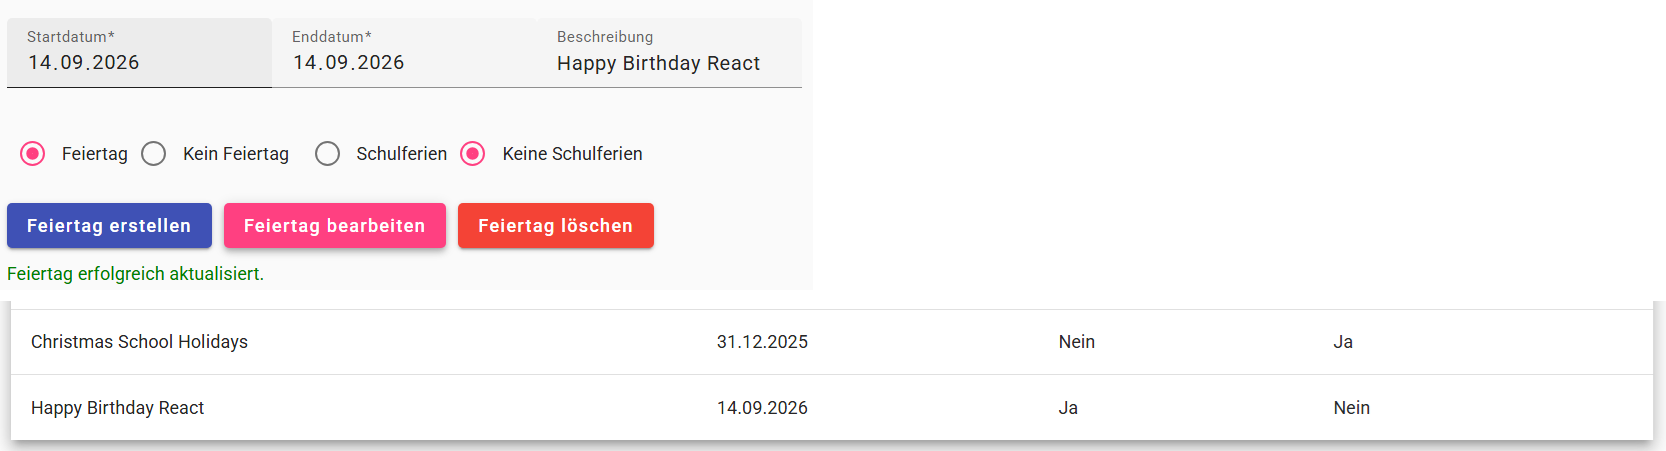 Startdatum* Enddatum* Beschreibung
14.09.2026 14.09.2026 Happy Birthday React
Feiertag Kein Feiertag Schulferien Keine Schulferien
Feiertag erstellen Feiertag bearbeiten Feiertag löschen
Feiertag erfolgreich aktualisiert.
Christmas School Holidays 31.12.2025 Nein Ja
Happy Birthday React 14.09.2026 Ja Nein